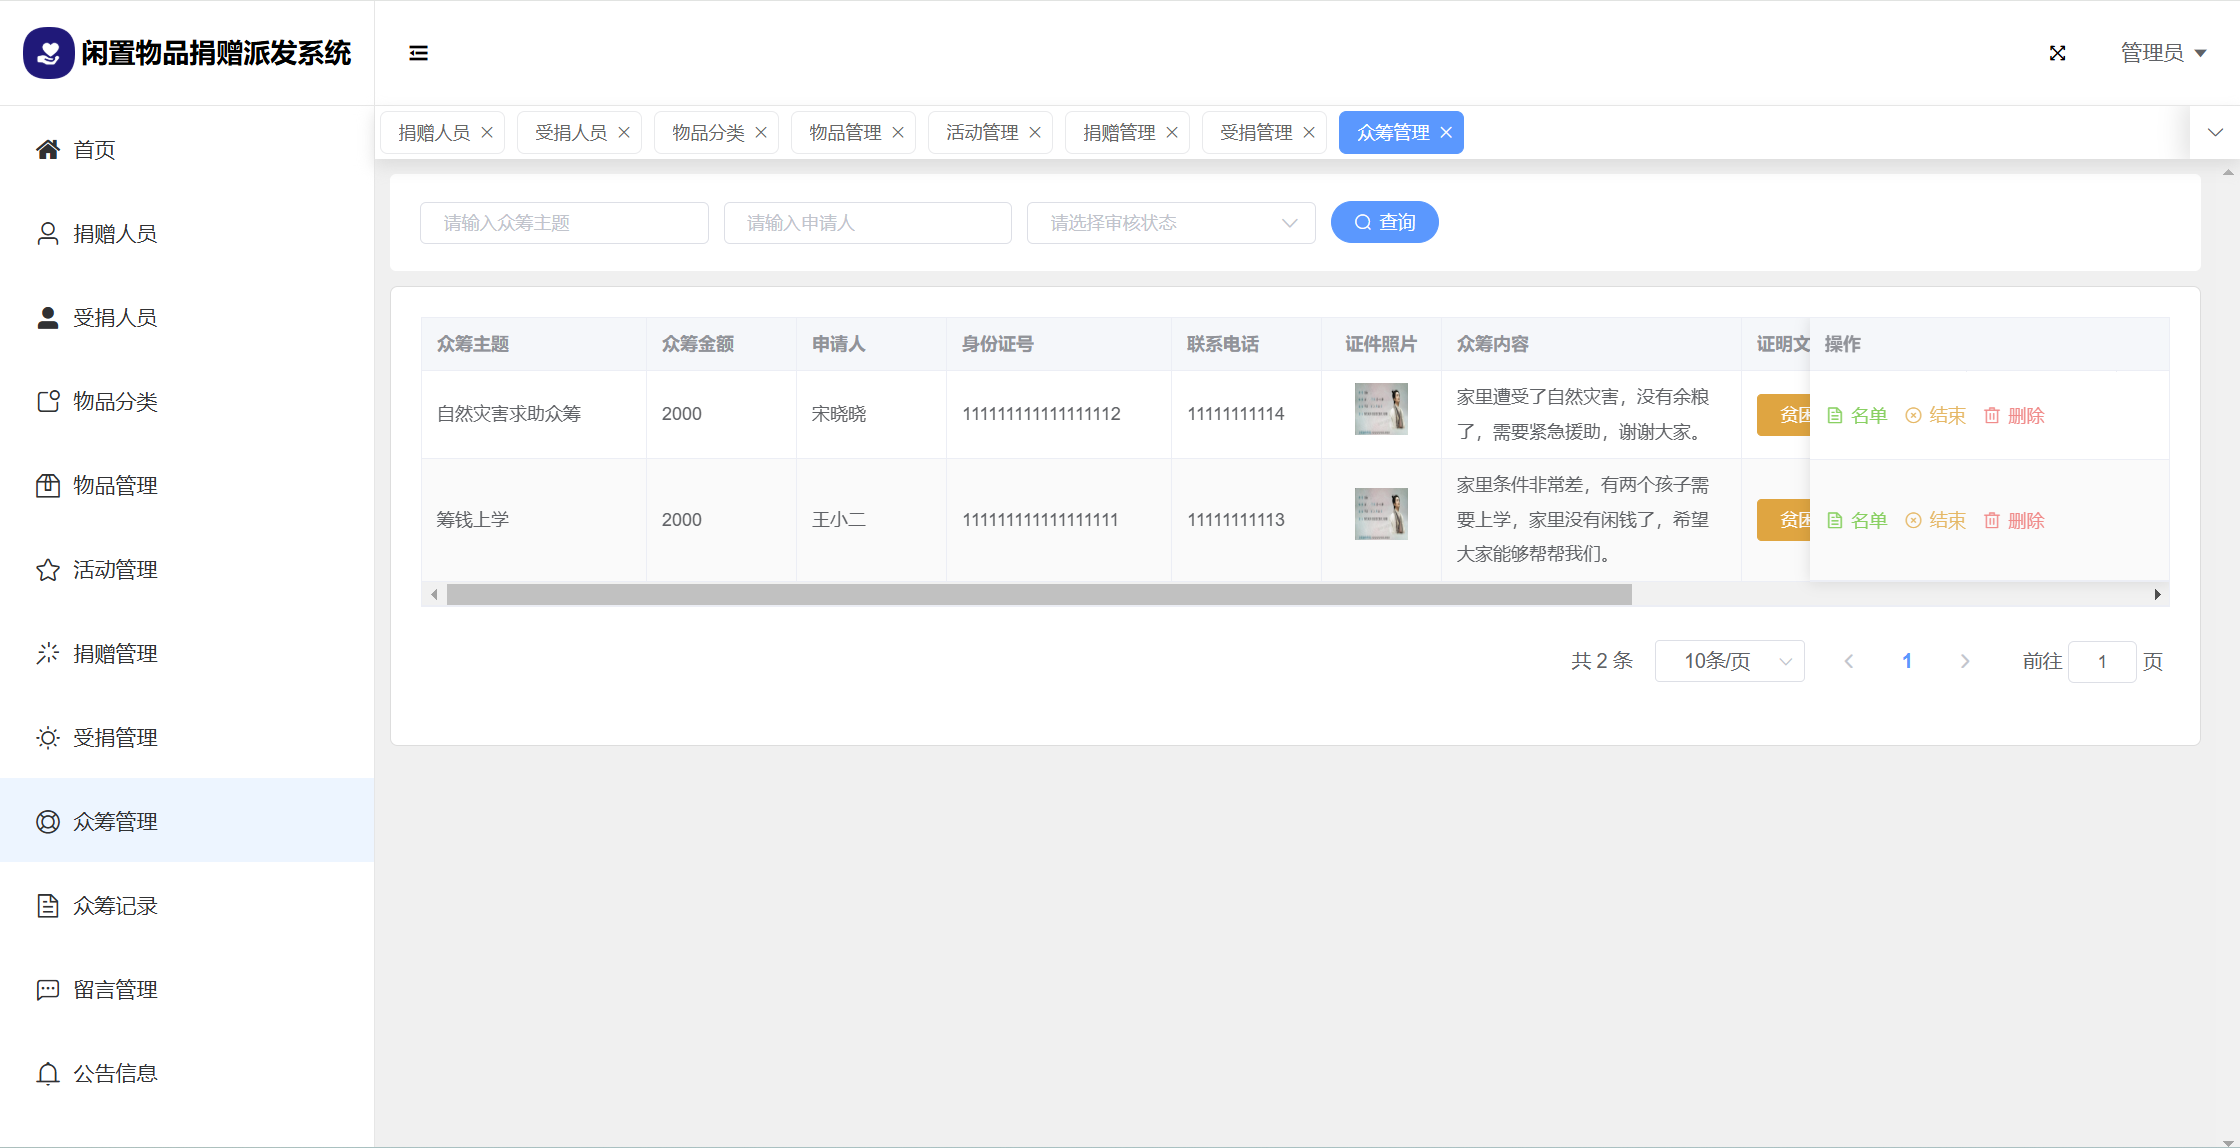 闲置物品捐赠派发系统
管理员
首页
捐赠人员
受捐人员
物品分类
物品管理
活动管理
捐赠管理
受捐管理
众筹管理
众筹记录
留言管理
公告信息
捐赠人员 受捐人员 物品分类 物品管理 活动管理 捐赠管理 受捐管理 众筹管理
请输入众筹主题 请输入申请人 请选择审核状态 查询
众筹主题 众筹金额 申请人 身份证号 联系电话 证件照片 众筹内容 证明文 操作
自然灾害求助众筹 2000 宋晓晓 111111111111111112 11111111114 家里遭受了自然灾害，没有余粮
了，需要紧急援助，谢谢大家。 贫困 名单 结束 删除
筹钱上学 2000 王小二 111111111111111111 11111111113 家里条件非常差，有两个孩子需
要上学，家里没有闲钱了，希望
大家能够帮帮我们。 贫困 名单 结束 删除
共 2 条 10条/页 1 前往 1 页